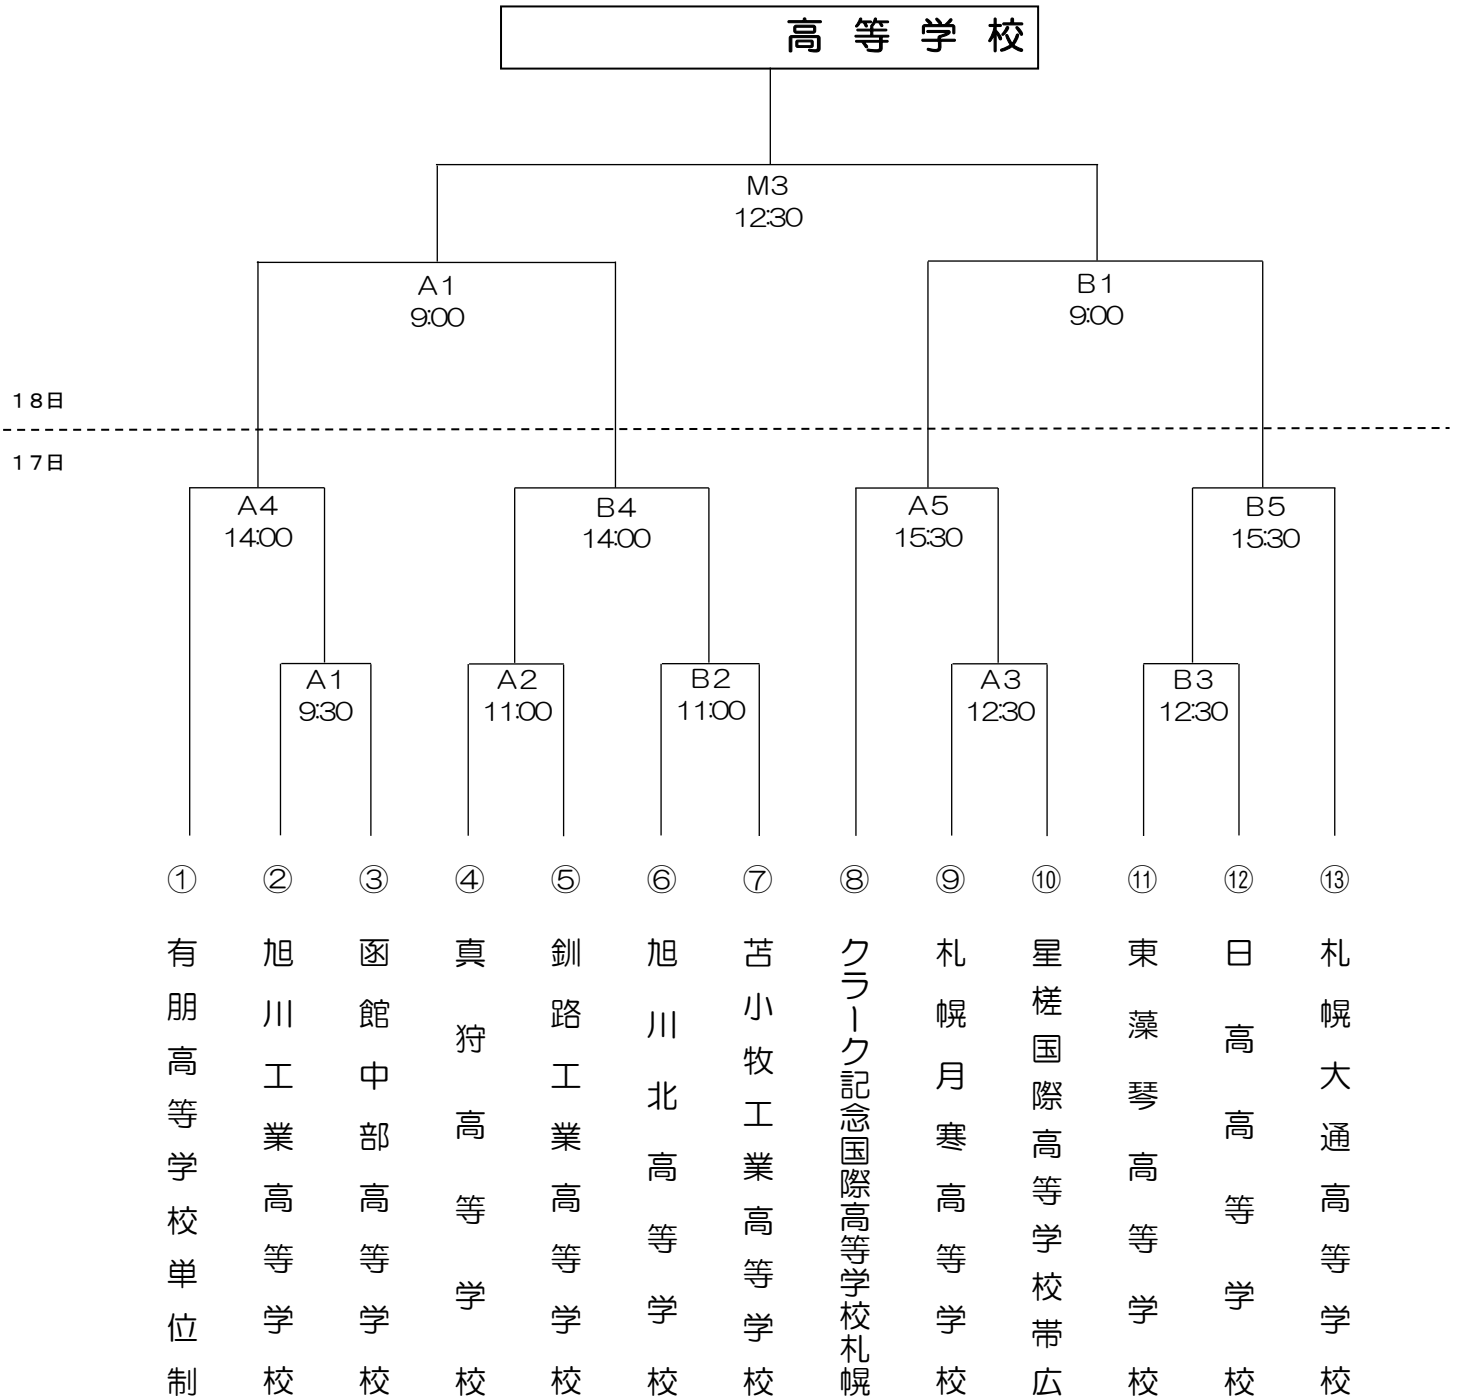 高等学校
M3
12:30
A1
9:00
B1
9:00
18日
17日
A4
14:00
B4
14:00
A5
15:30
B5
15:30
A1
9:30
A2
11:00
B2
11:00
A3
12:30
B3
12:30
①
②
③
④
⑤
⑥
⑦
⑧
⑨
⑩
⑪
⑫
⑬
有朋高等学校単位制
旭川工業高等学校
函館中部高等学校
真狩高等学校
釧路工業高等学校
旭川北高等学校
苫小牧工業高等学校
クラーク記念国際高等学校札幌
札幌月寒高等学校
星槎国際高等学校帯広
東藻琴高等学校
日高高等学校
札幌大通高等学校